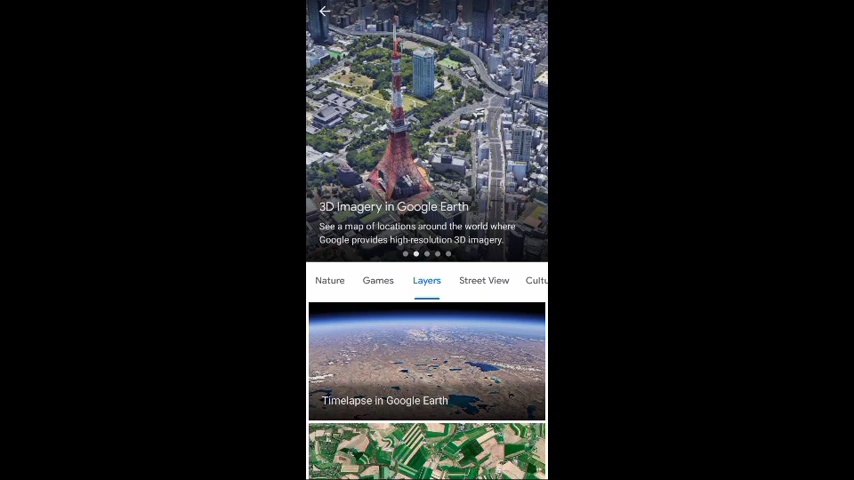 3D Imagery in Google Earth
See a map of locations around the world where
Google provides high-resolution 3D imagery.
Nature Games Layers Street View Cultu
Timelapse in Google Earth